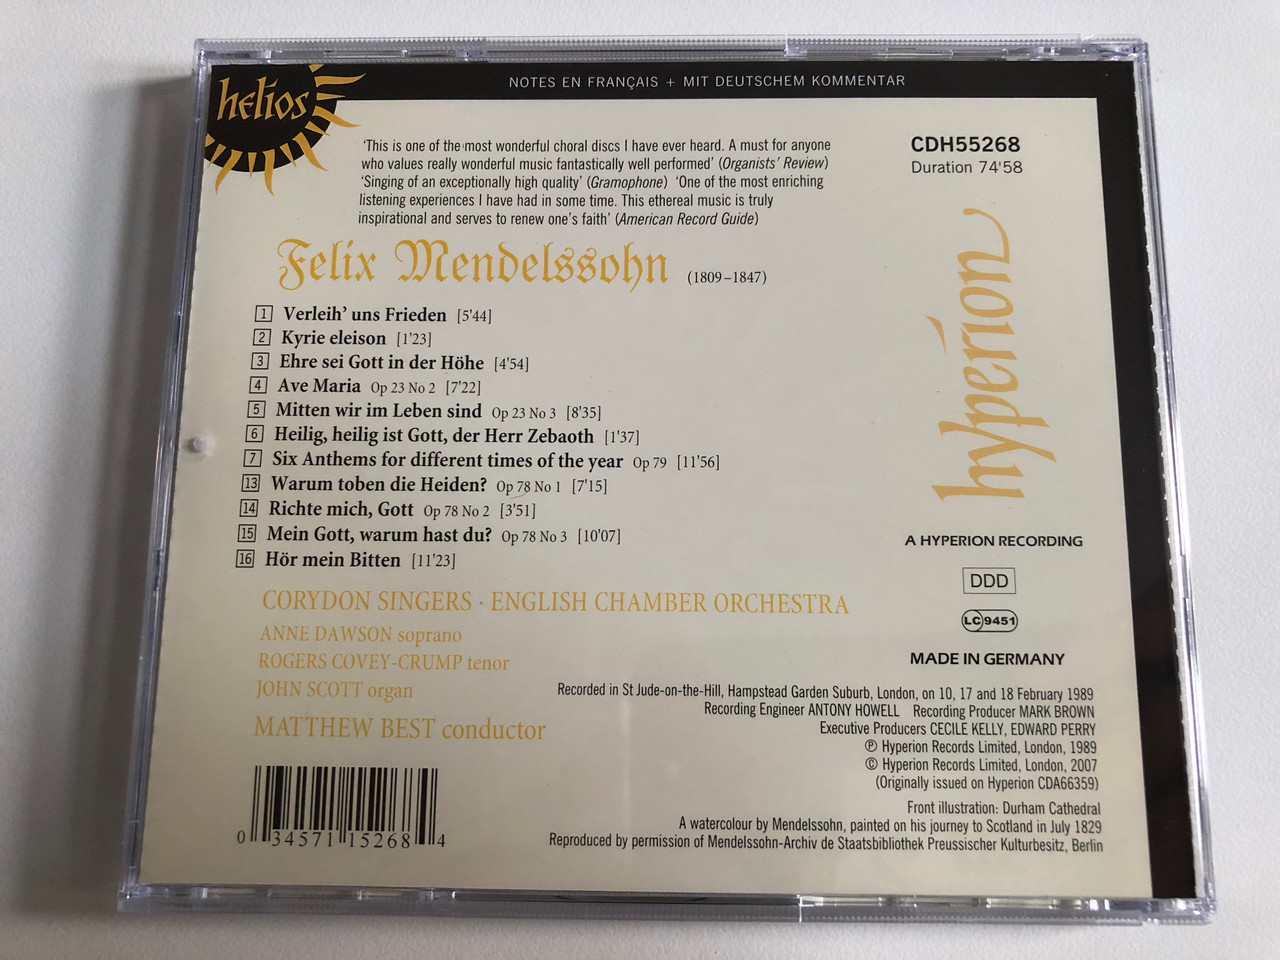 helios
NOTES EN FRANÇAIS + MIT DEUTSCHEM KOMMENTAR
'This is one of the most wonderful choral discs I have ever heard. A must for anyone
who values really wonderful music fantastically well performed' (Organists' Review)
'Singing of an exceptionally high quality' (Gramophone) 'One of the most enriching
listening experiences I have had in some time. This ethereal music is truly
inspirational and serves to renew one's faith' (American Record Guide)
CDH55268
Duration 74'58
Felix Mendelssohn (1809–1847)
1 Verleih' uns Frieden [5'44]
2 Kyrie eleison [1'23]
3 Ehre sei Gott in der Höhe [4'54]
4 Ave Maria Op 23 No 2 [7'22]
5 Mitten wir im Leben sind Op 23 No 3 [8'35]
6 Heilig, heilig ist Gott, der Herr Zebaoth [1'37]
7 Six Anthems for different times of the year Op 79 [11'56]
13 Warum toben die Heiden? Op 78 No 1 [7'15]
14 Richte mich, Gott Op 78 No 2 [3'51]
15 Mein Gott, warum hast du? Op 78 No 3 [10'07]
16 Hör mein Bitten [11'23]
hyperion
A HYPERION RECORDING
DDD
LC 9451
MADE IN GERMANY
CORYDON SINGERS · ENGLISH CHAMBER ORCHESTRA
ANNE DAWSON soprano
ROGERS COVEY-CRUMP tenor
JOHN SCOTT organ
MATTHEW BEST conductor
Recorded in St Jude-on-the-Hill, Hampstead Garden Suburb, London, on 10, 17 and 18 February 1989
Recording Engineer ANTONY HOWELL Recording Producer MARK BROWN
Executive Producers CECILE KELLY, EDWARD PERRY
℗ Hyperion Records Limited, London, 1989
© Hyperion Records Limited, London, 2007
(Originally issued on Hyperion CDA66359)
Front illustration: Durham Cathedral
A watercolour by Mendelssohn, painted on his journey to Scotland in July 1829
Reproduced by permission of Mendelssohn-Archiv de Staatsbibliothek Preussischer Kulturbesitz, Berlin
0 34571 15268 4